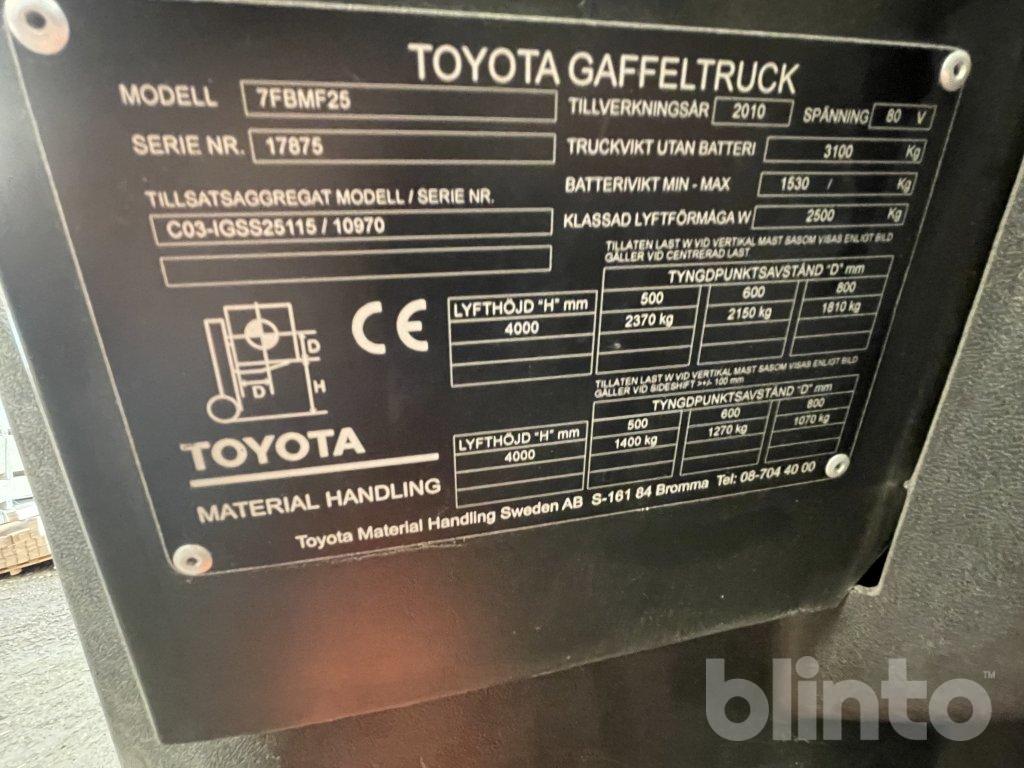 TOYOTA GAFFELTRUCK
MODELL 7FBMF25
TILLVERKNINGSÅR 2010 SPÄNNING 80 V
SERIE NR. 17875
TRUCKVIKT UTAN BATTERI 3100 Kg
BATTERIVIKT MIN - MAX 1530 / Kg
TILLSATSAGGREGAT MODELL / SERIE NR.
C03-IGSS25115 / 10970
KLASSAD LYFTFÖRMÅGA W 2500 Kg
TILLÅTEN LAST W VID VERTIKAL MAST SASOM VISAS ENLIGT BILD
GÄLLER VID CENTRERAD LAST
TYNGDPUNKTSAVSTÅND "D" mm
LYFTHÖJD "H" mm 500 600 800
4000 2370 kg 2150 kg 1810 kg
CE
D
D
H
TILLÅTEN LAST W VID VERTIKAL MAST SASOM VISAS ENLIGT BILD
GÄLLER VID SIDESHIFT >+/- 100 mm
TYNGDPUNKTSAVSTÅND "D" mm
LYFTHÖJD "H" mm 500 600 800
4000 1400 kg 1270 kg 1070 kg
TOYOTA
MATERIAL HANDLING
Toyota Material Handling Sweden AB S-161 84 Bromma Tel: 08-704 40 00
blinto™